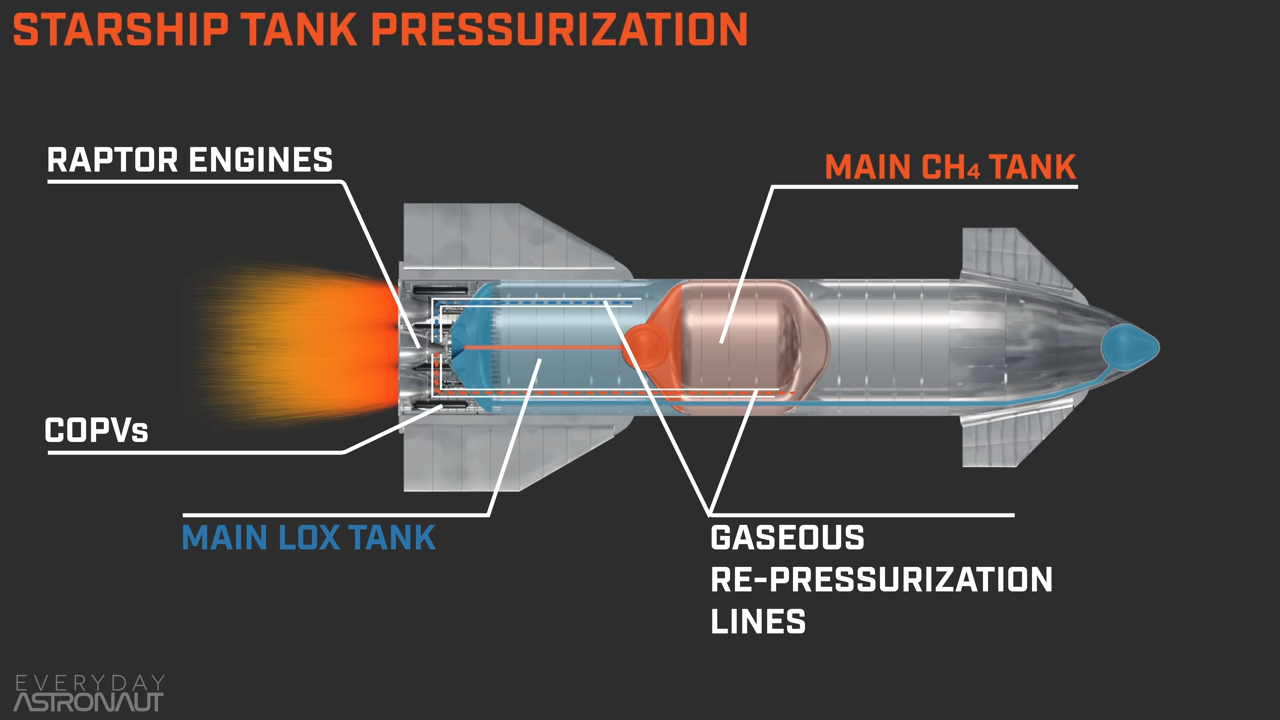 STARSHIP TANK PRESSURIZATION
RAPTOR ENGINES
MAIN CH₄ TANK
COPVs
MAIN LOX TANK
GASEOUS
RE-PRESSURIZATION
LINES
EVERYDAY
ASTRONAUT